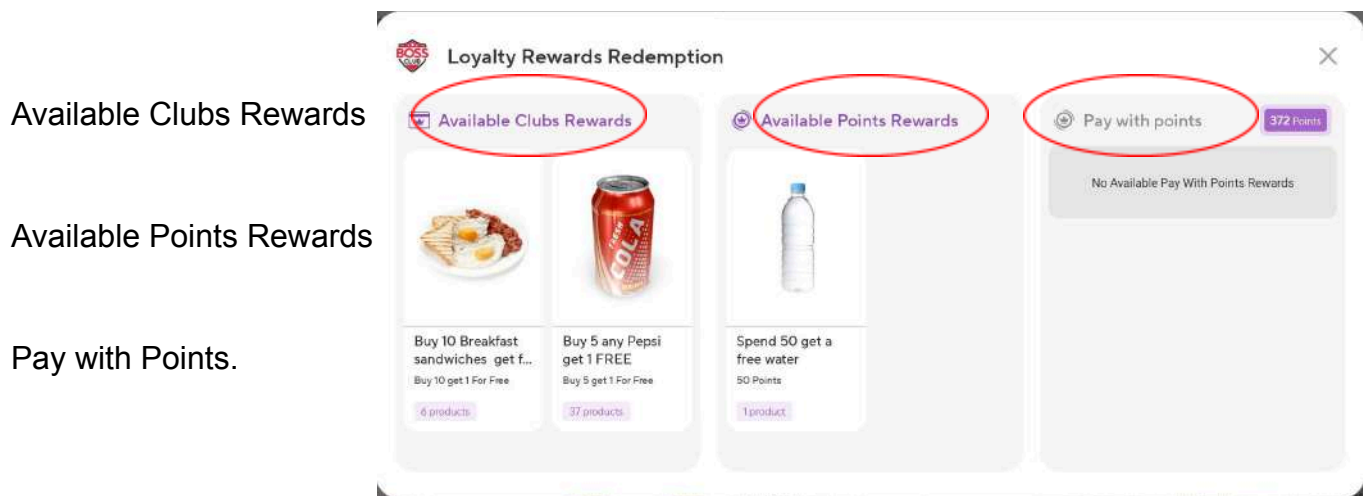 BOSS
CLUB
Loyalty Rewards Redemption
Available Clubs Rewards
Available Clubs Rewards
Available Points Rewards
Pay with points
372 Points
No Available Pay With Points Rewards
Available Points Rewards
FRESH
COLA
Pay with Points.
Buy 10 Breakfast
sandwiches get f...
Buy 10 get 1 For Free
6 products
Buy 5 any Pepsi
get 1 FREE
Buy 5 get 1 For Free
37 products
Spend 50 get a
free water
50 Points
1 product